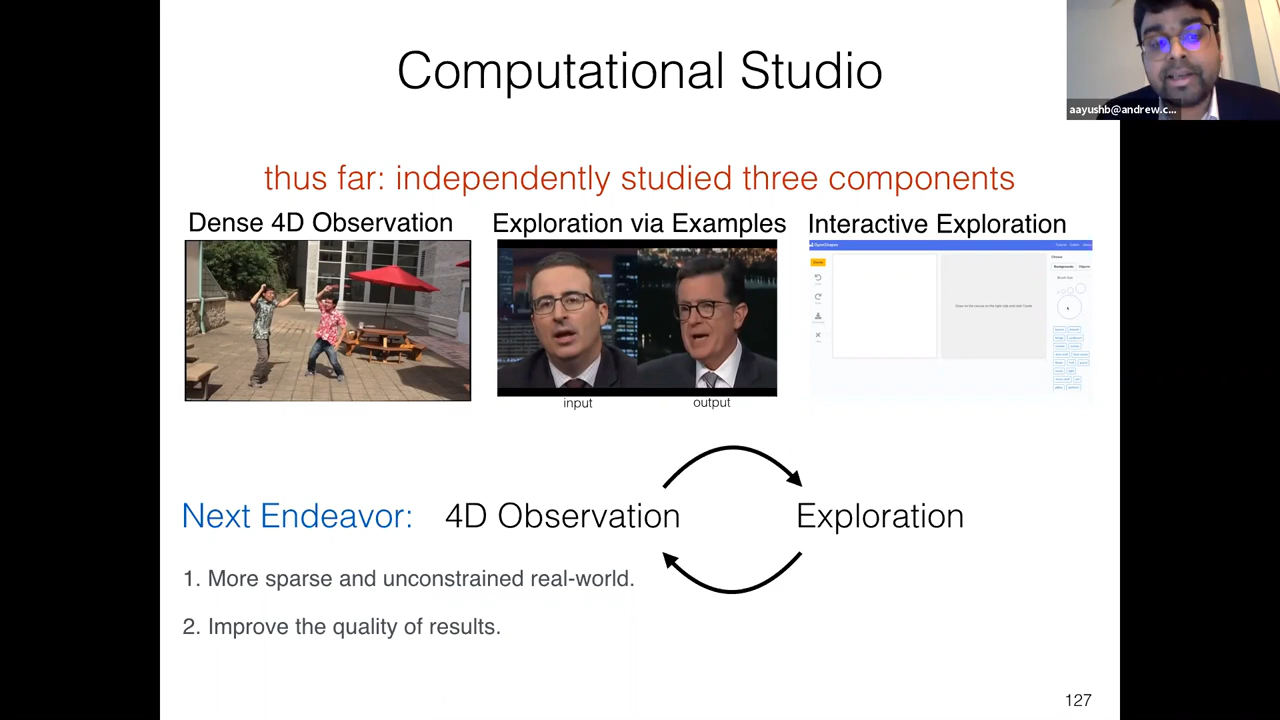 Computational Studio
aayushb@andrew.c...
thus far: independently studied three components
Dense 4D Observation
Exploration via Examples
Interactive Exploration
OpenShapes
input
output
Next Endeavor:
4D Observation
Exploration
1. More sparse and unconstrained real-world.
2. Improve the quality of results.
127